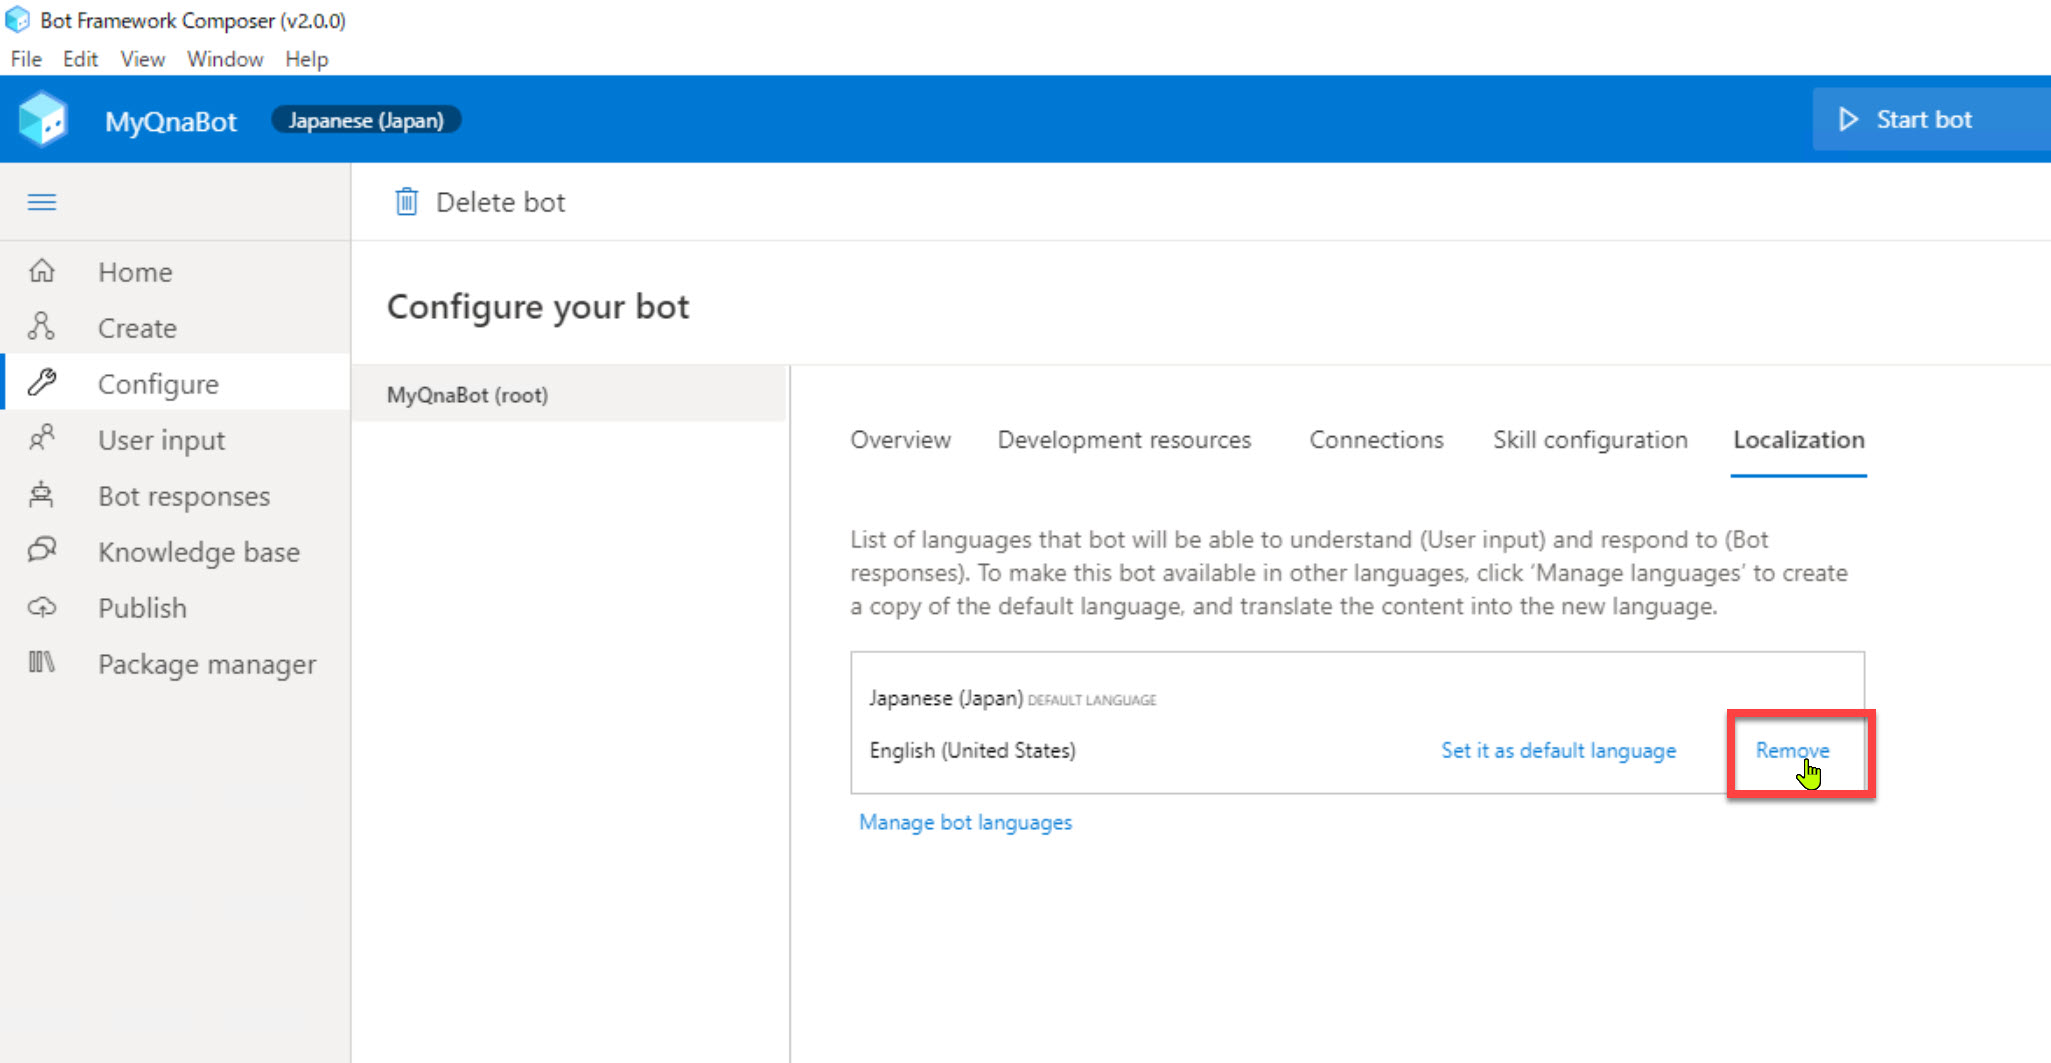 Bot Framework Composer (v2.0.0)
File Edit View Window Help
MyQnaBot Japanese (Japan) Start bot
Delete bot
Home
Create
Configure
User input
Bot responses
Knowledge base
Publish
Package manager
Configure your bot
MyQnaBot (root)
Overview Development resources Connections Skill configuration Localization
List of languages that bot will be able to understand (User input) and respond to (Bot
responses). To make this bot available in other languages, click ‘Manage languages’ to create
a copy of the default language, and translate the content into the new language.
Japanese (Japan) DEFAULT LANGUAGE
English (United States) Set it as default language Remove
Manage bot languages